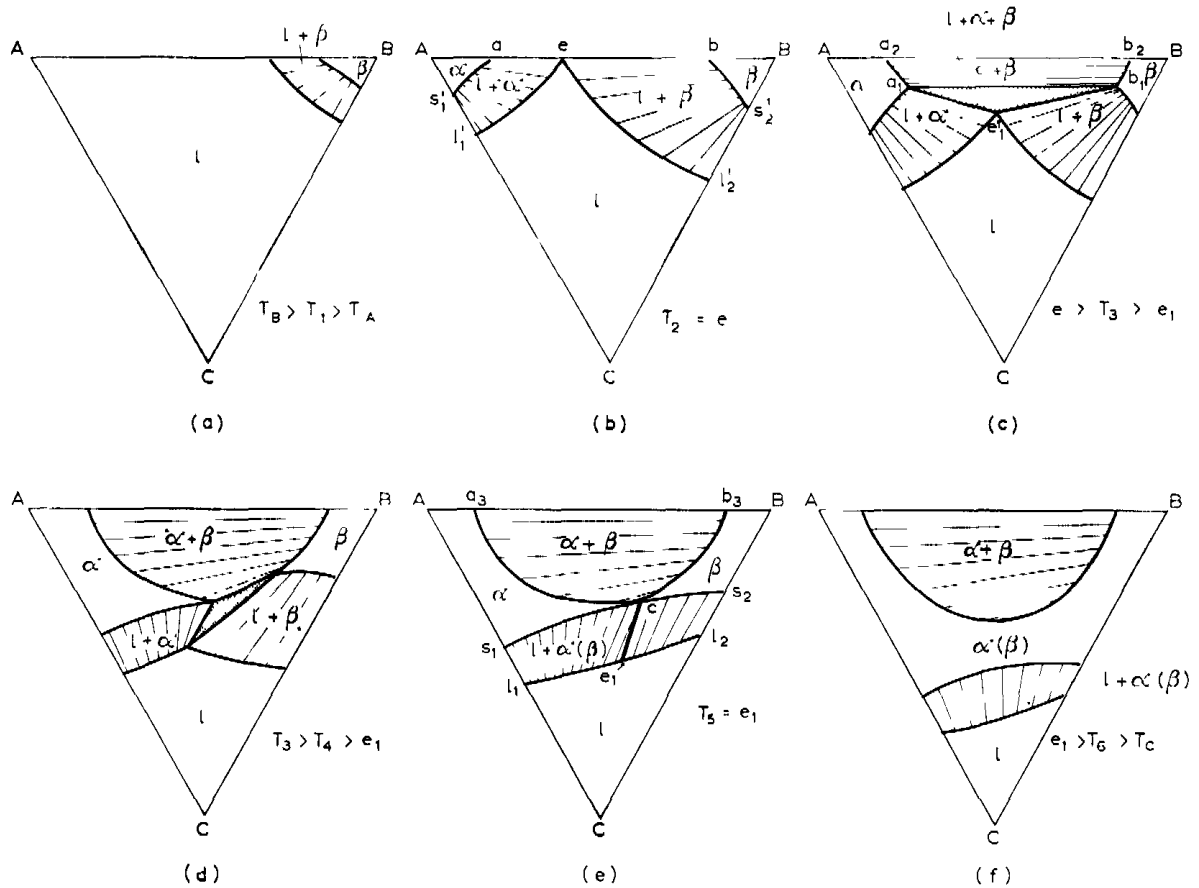 l + β
A
B
β
l
T_B > T_1 > T_A
C
(a)
A
a
e
b
B
α
l + α
l + β
β
s'_1
s'_2
l'_1
l'_2
l
T_2 = e
C
(b)
l + α + β
A
a_2
b_2
B
α + β
α
a_1
b_1
β
l + α
l + β
e'_1
l
e > T_3 > e_1
C
(c)
A
B
α + β
β
α
l + α
l + β
l
T_3 > T_4 > e_1
C
(d)
A
a_3
b_3
B
α + β
β
α
c
s_2
s_1
l + α(β)
l_2
l_1
e_1
l
T_5 = e_1
C
(e)
A
B
α + β
α(β)
l + α(β)
l
e_1 > T_6 > T_C
C
(f)